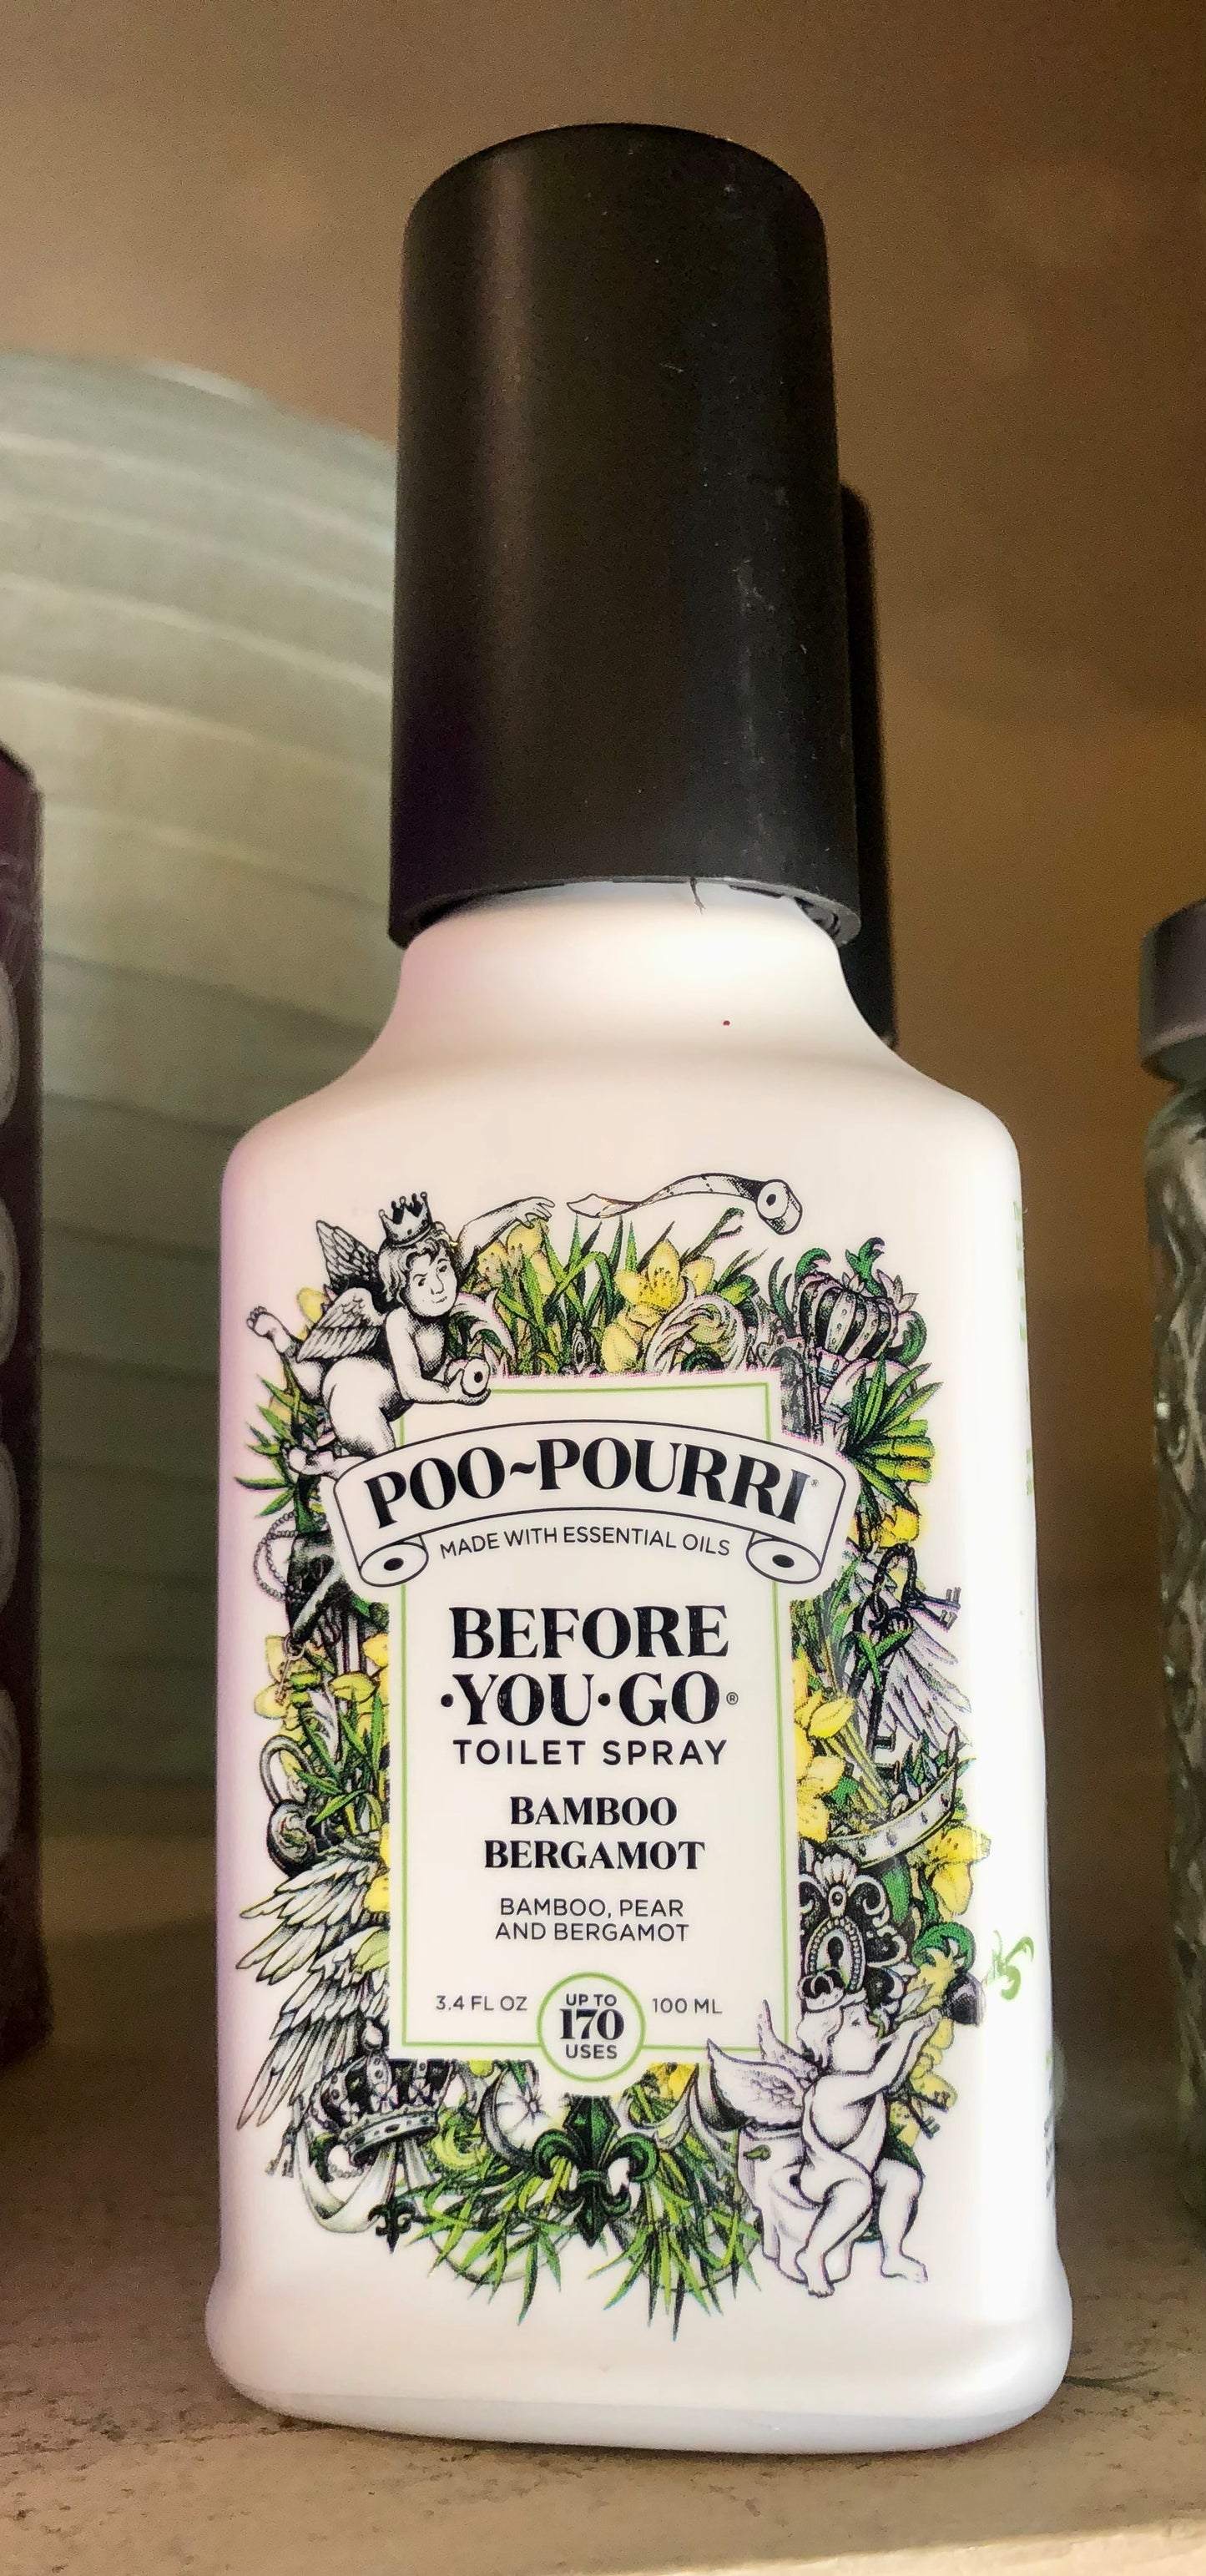 POO~POURRI®
MADE WITH ESSENTIAL OILS
BEFORE
·YOU·GO®
TOILET SPRAY
BAMBOO
BERGAMOT
BAMBOO, PEAR
AND BERGAMOT
3.4 FL OZ
UP TO
170
USES
100 ML